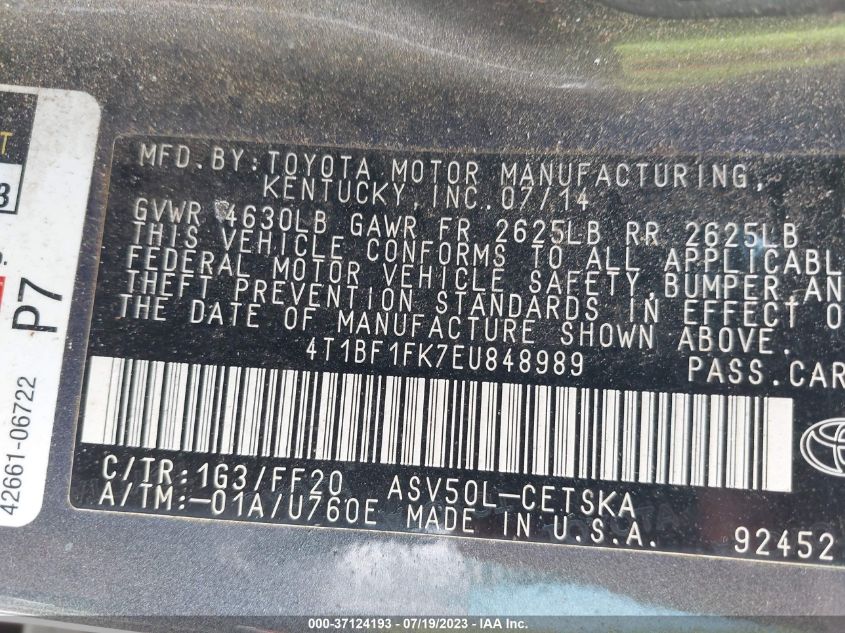 MFD.BY:TOYOTA MOTOR MANUFACTURING,
KENTUCKY, INC. 07/14
GVWR 4630LB GAWR FR 2625LB RR 2625LB
THIS VEHICLE CONFORMS TO ALL APPLICABL
FEDERAL MOTOR VEHICLE SAFETY, BUMPER AN
THEFT PREVENTION STANDARDS IN EFFECT O
THE DATE OF MANUFACTURE SHOWN ABOVE.
4T1BF1FK7EU848989 PASS.CAR
C/TR:1G3/FF20 ASV50L-CETSKA
A/TM:-01A/U760E MADE IN U.S.A. 92452
P7
42661-06722
000-37124193 - 07/19/2023 - © IAA Inc.